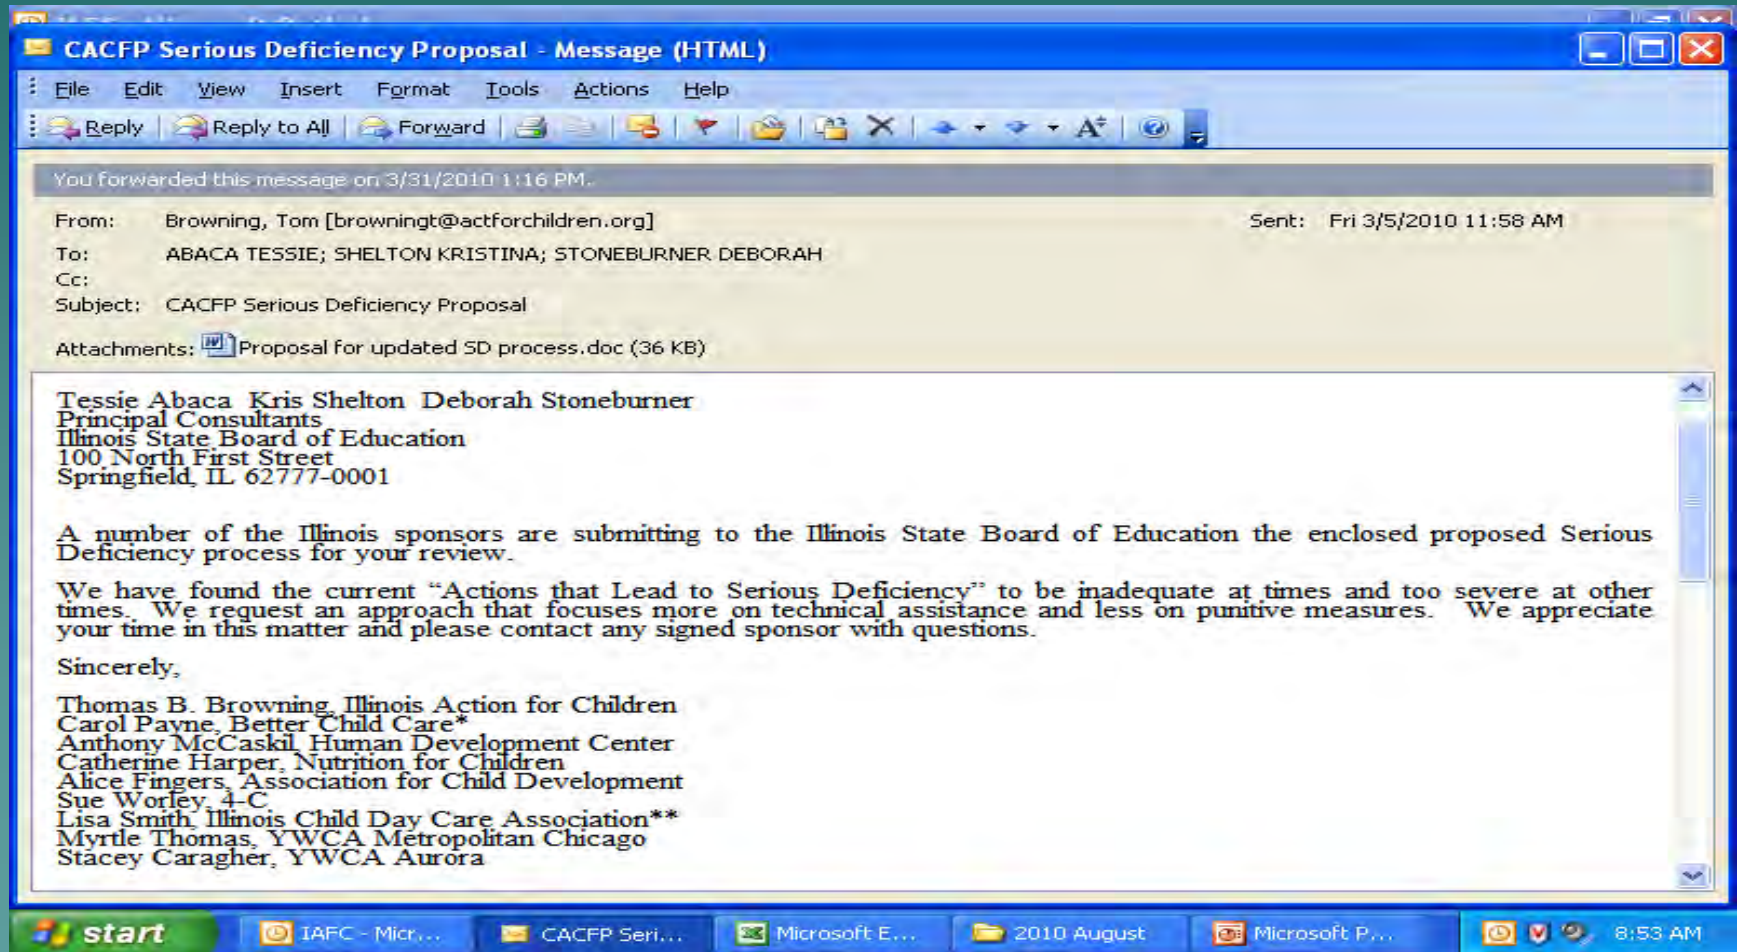 CACFP Serious Deficiency Proposal - Message (HTML)
File Edit View Insert Format Tools Actions Help
Reply Reply to All Forward
You forwarded this message on 3/31/2010 1:16 PM.
From: Browning, Tom [browningt@actforchildren.org] Sent: Fri 3/5/2010 11:58 AM
To: ABACA TESSIE; SHELTON KRISTINA; STONEBURNER DEBORAH
Cc:
Subject: CACFP Serious Deficiency Proposal
Attachments: Proposal for updated SD process.doc (36 KB)
Tessie Abaca Kris Shelton Deborah Stoneburner
Principal Consultants
Illinois State Board of Education
100 North First Street
Springfield, IL 62777-0001
A number of the Illinois sponsors are submitting to the Illinois State Board of Education the enclosed proposed Serious
Deficiency process for your review.
We have found the current “Actions that Lead to Serious Deficiency” to be inadequate at times and too severe at other
times. We request an approach that focuses more on technical assistance and less on punitive measures. We appreciate
your time in this matter and please contact any signed sponsor with questions.
Sincerely,
Thomas B. Browning, Illinois Action for Children
Carol Payne, Better Child Care*
Anthony McCaskil, Human Development Center
Catherine Harper, Nutrition for Children
Alice Fingers, Association for Child Development
Sue Worley, 4-C
Lisa Smith, Illinois Child Day Care Association**
Myrtle Thomas, YWCA Metropolitan Chicago
Stacey Caragher, YWCA Aurora
start IAFC - Micr... CACFP Seri... Microsoft E... 2010 August Microsoft P... 8:53 AM